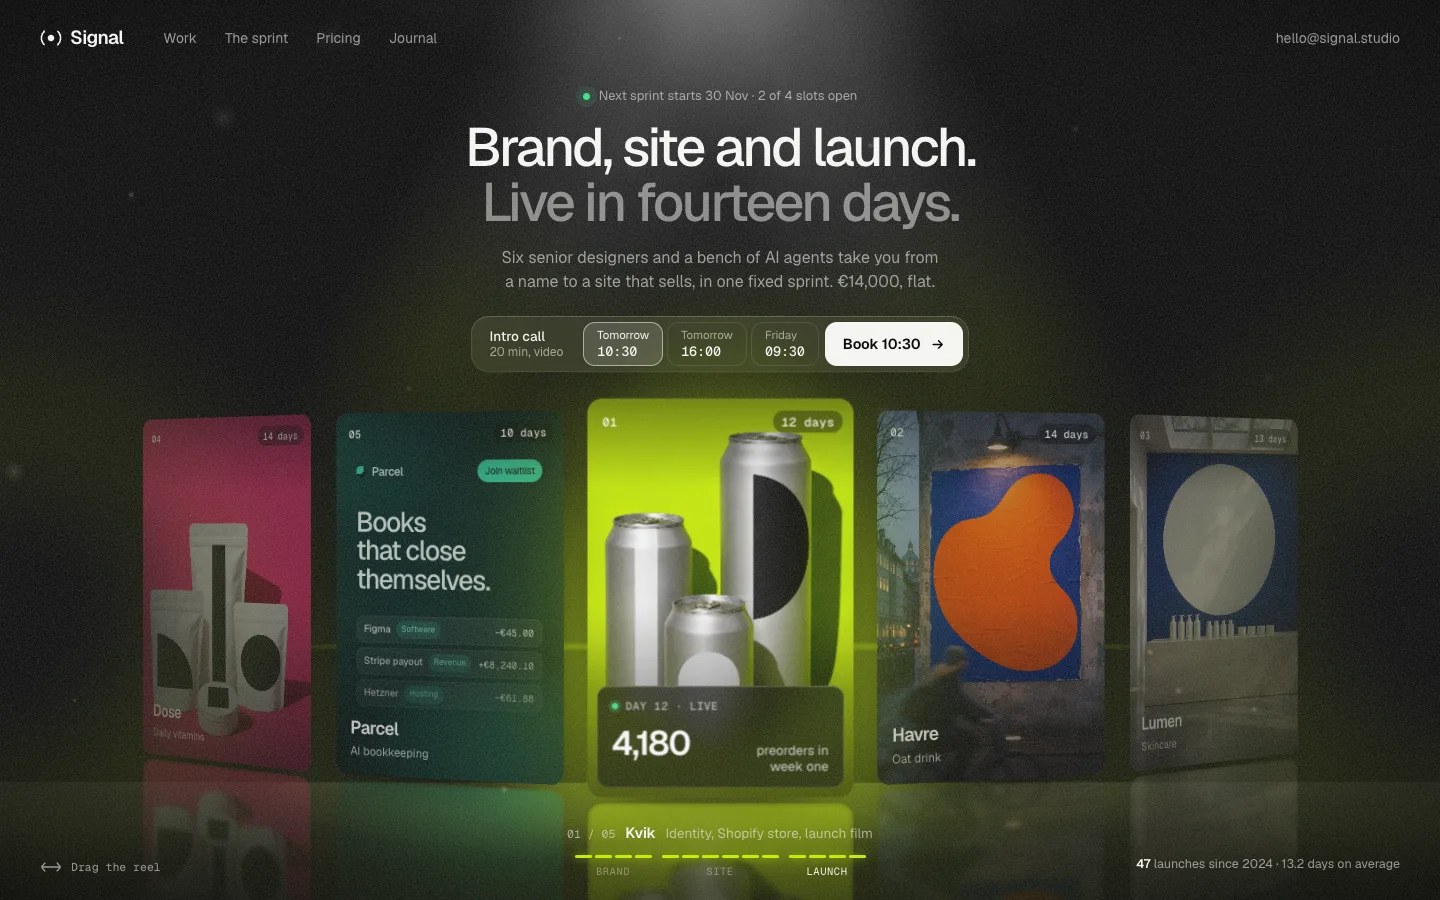 Signal
Work
The sprint
Pricing
Journal
hello@signal.studio
Next sprint starts 30 Nov · 2 of 4 slots open
Brand, site and launch.
Live in fourteen days.
Six senior designers and a bench of AI agents take you from
a name to a site that sells, in one fixed sprint. €14,000, flat.
Intro call
20 min, video
Tomorrow
10:30
Tomorrow
16:00
Friday
09:30
Book 10:30 →
04
14 days
Dose
Daily vitamins
05
10 days
Parcel
Join waitlist
Books
that close
themselves.
Figma Software -€45.00
Stripe payout Revenue +€8,240.10
Hetzner Hosting -€61.88
Parcel
AI bookkeeping
01
12 days
DAY 12 · LIVE
4,180
preorders in
week one
02
14 days
Havre
Oat drink
03
13 days
Lumen
Skincare
01 / 05 Kvik Identity, Shopify store, launch film
BRAND
SITE
LAUNCH
Drag the reel
47 launches since 2024 · 13.2 days on average